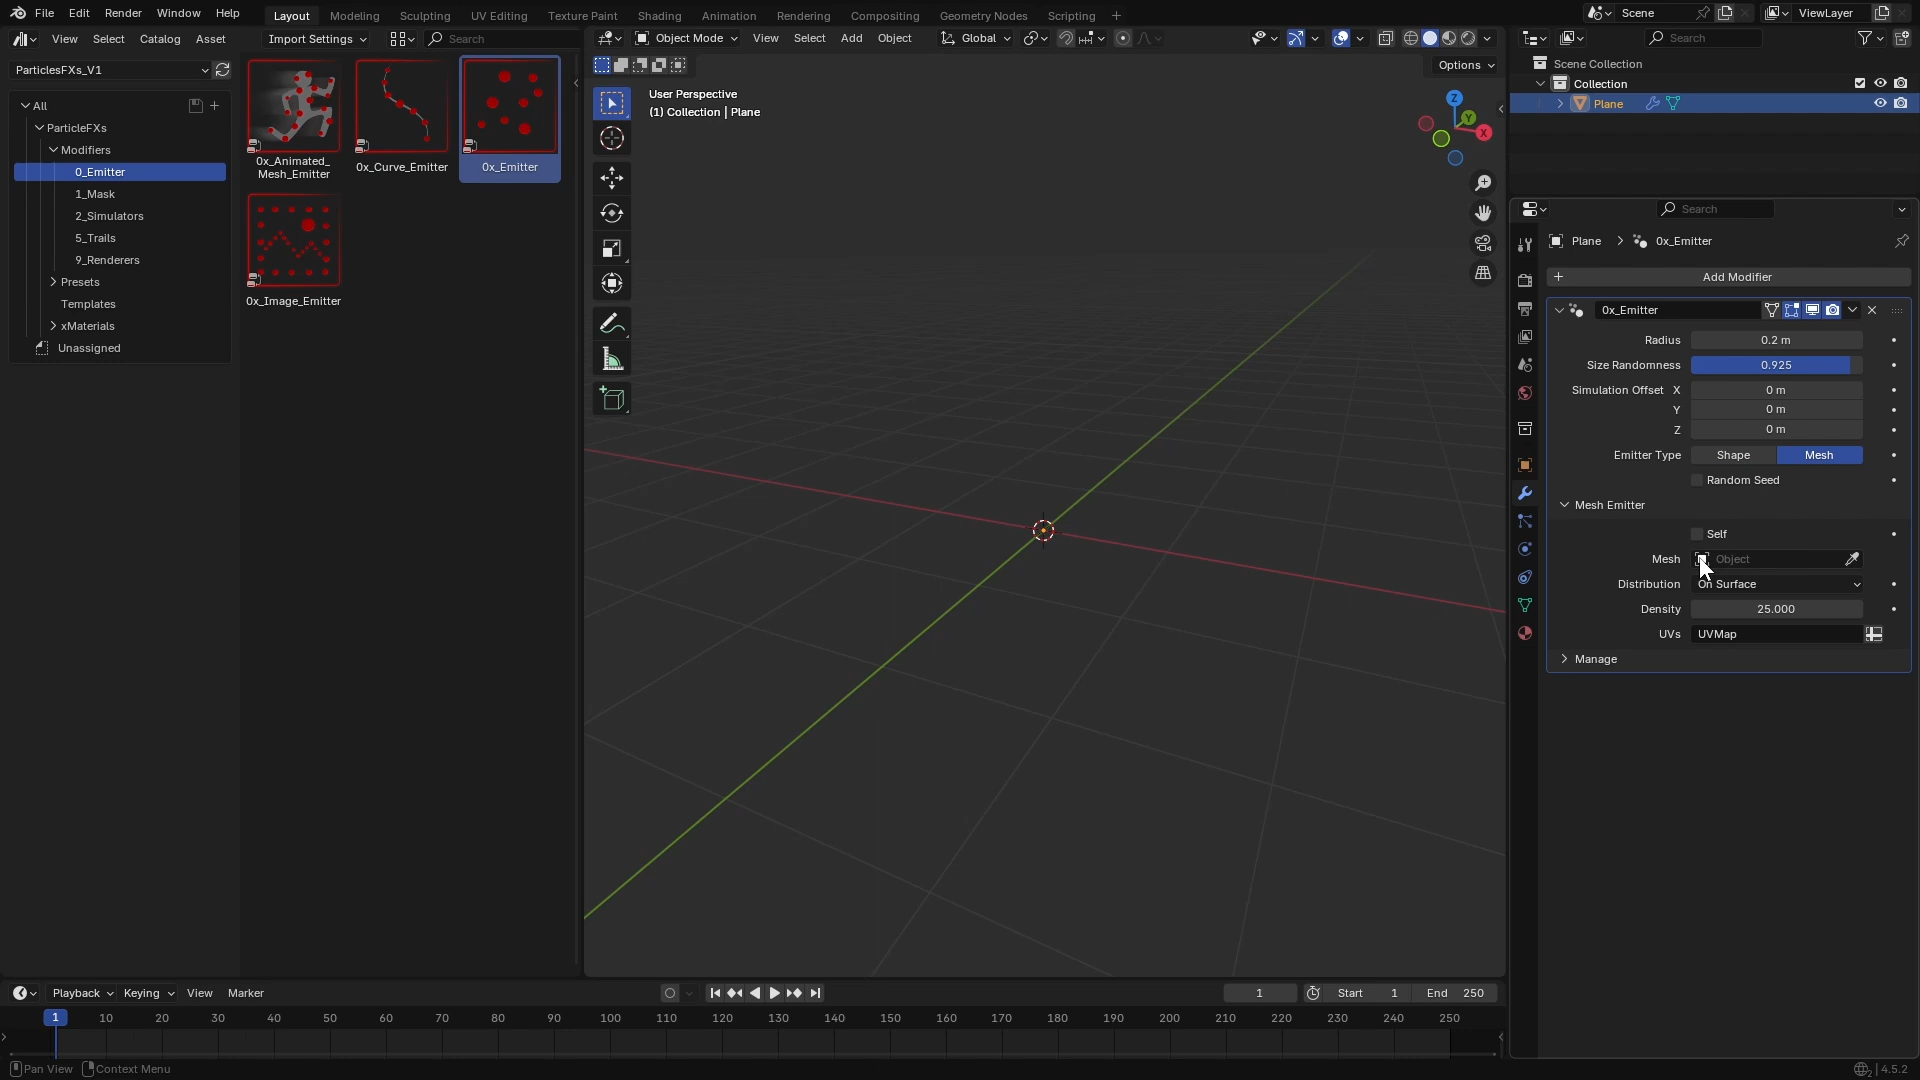 File Edit Render Window Help Layout Modeling Sculpting UV Editing Texture Paint Shading Animation Rendering Compositing Geometry Nodes Scripting + Scene ViewLayer
View Select Catalog Asset Import Settings Search
Object Mode View Select Add Object Global
Search
Options
ParticlesFXs_V1
All
ParticleFXs
Modifiers
0_Emitter
1_Mask
2_Simulators
5_Trails
9_Renderers
Presets
Templates
xMaterials
Unassigned
0x_Animated_
Mesh_Emitter
0x_Curve_Emitter
0x_Emitter
0x_Image_Emitter
User Perspective
(1) Collection | Plane
Z
Y
X
Scene Collection
Collection
Plane
Search
Plane > 0x_Emitter
+ Add Modifier
0x_Emitter
Radius 0.2 m
Size Randomness 0.925
Simulation Offset X 0 m
Y 0 m
Z 0 m
Emitter Type Shape Mesh
Random Seed
Mesh Emitter
Self
Mesh Object
Distribution On Surface
Density 25.000
UVs UVMap
Manage
Playback Keying View Marker 1 Start 1 End 250
1 10 20 30 40 50 60 70 80 90 100 110 120 130 140 150 160 170 180 190 200 210 220 230 240 250
Pan View Context Menu 4.5.2